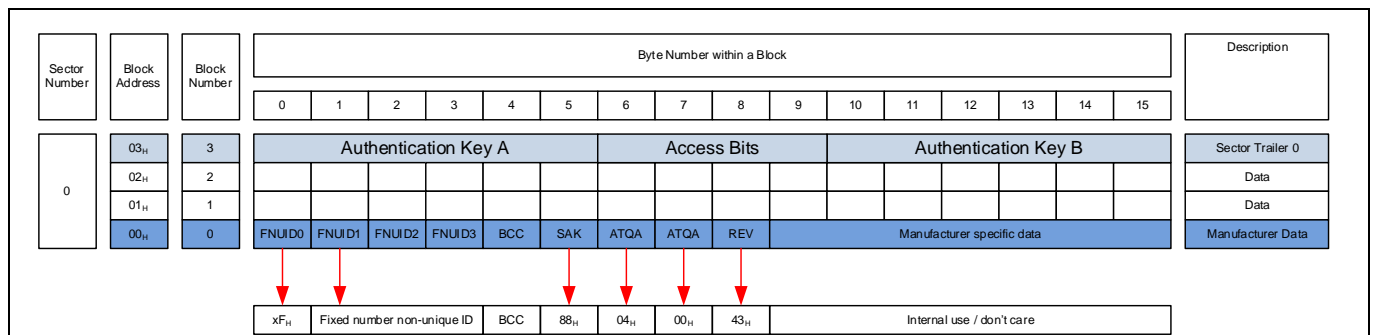 Sector Number Block Address Block Number Byte Number within a Block Description
0 1 2 3 4 5 6 7 8 9 10 11 12 13 14 15
03H 3 Authentication Key A Access Bits Authentication Key B Sector Trailer 0
0 02H 2 Data
01H 1 Data
00H 0 FNUID0 FNUID1 FNUID2 FNUID3 BCC SAK ATQA ATQA REV Manufacturer specific data Manufacturer Data
xFH Fixed number non-unique ID BCC 88H 04H 00H 43H Internal use / don't care